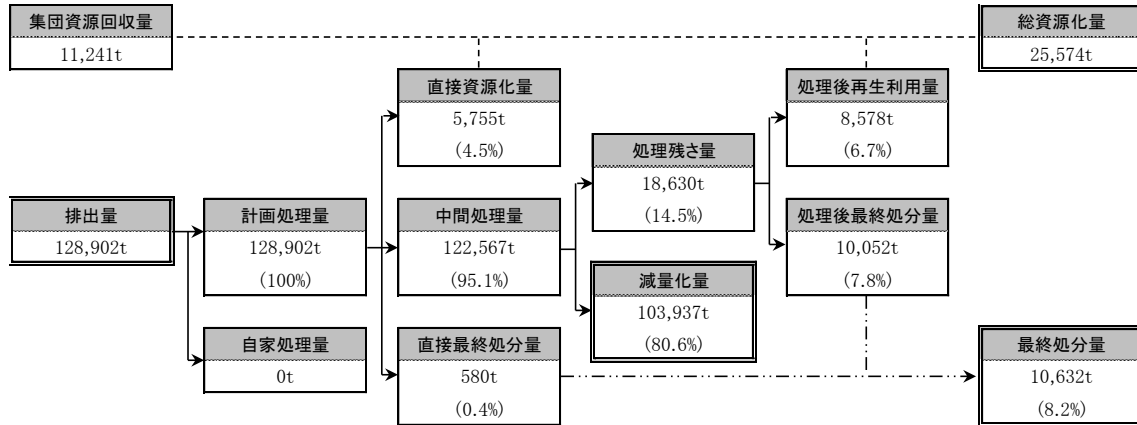 集団資源回収量
11,241t
総資源化量
25,574t
直接資源化量
5,755t
(4.5%)
処理後再生利用量
8,578t
(6.7%)
処理残さ量
18,630t
(14.5%)
排出量
128,902t
計画処理量
128,902t
(100%)
中間処理量
122,567t
(95.1%)
処理後最終処分量
10,052t
(7.8%)
減量化量
103,937t
(80.6%)
自家処理量
0t
直接最終処分量
580t
(0.4%)
最終処分量
10,632t
(8.2%)